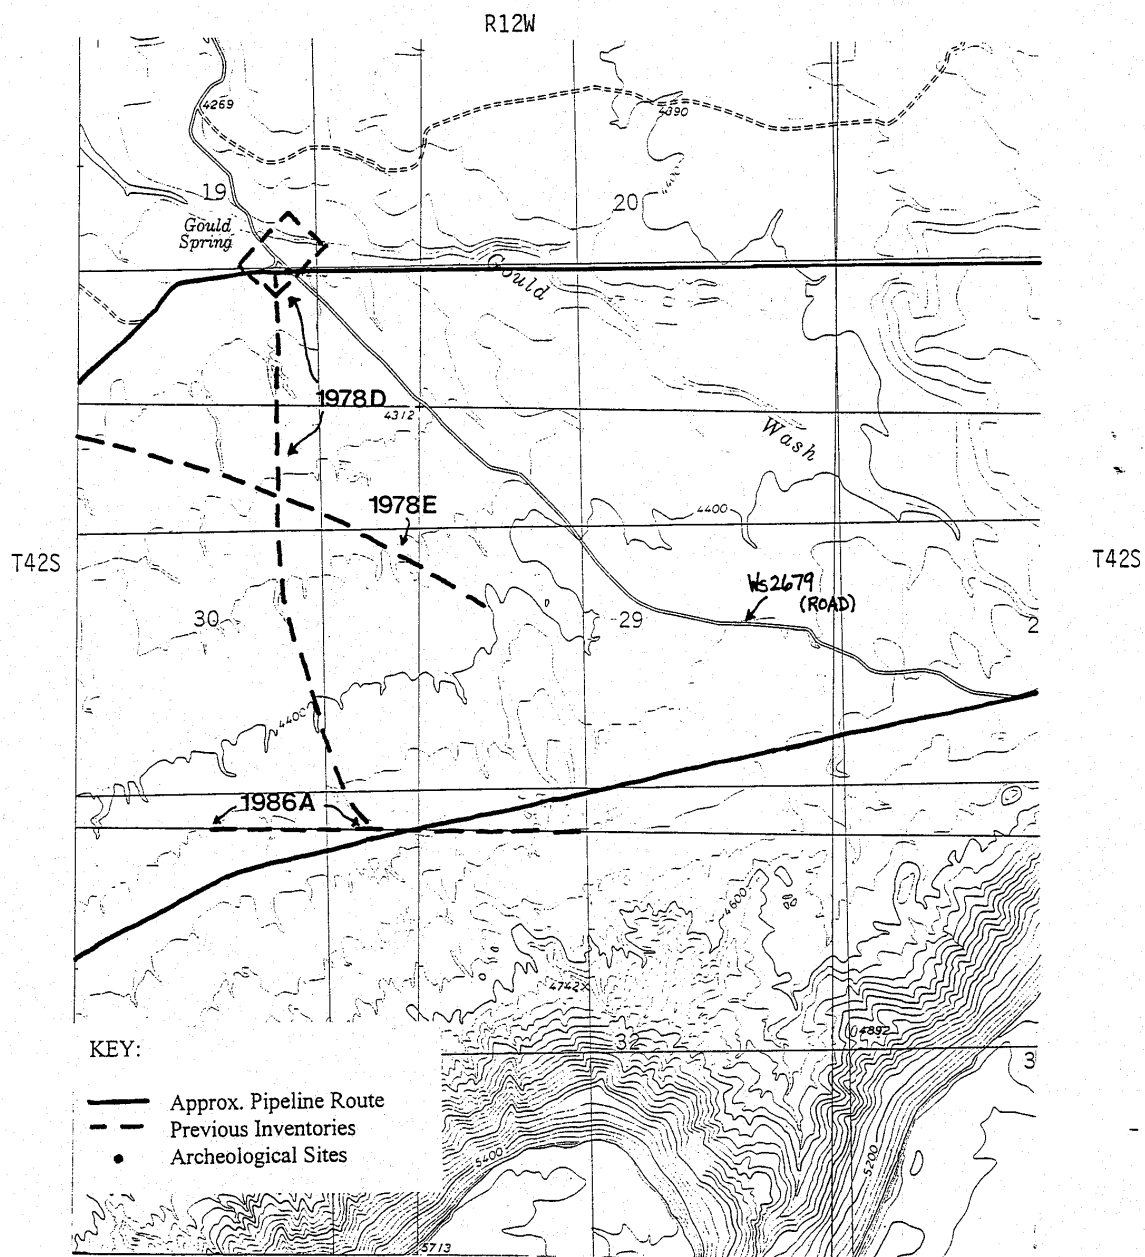 R12W
4269
4390
19
20
Gould
Spring
Gould
1978D
4312
Wash
1978E
4400
T42S
T42S
Ws2679
(ROAD)
30
29
2
4400
1986A
4600
4742X
4892
32
3
KEY:
Approx. Pipeline Route
Previous Inventories
Archeological Sites
5400
5200
5713